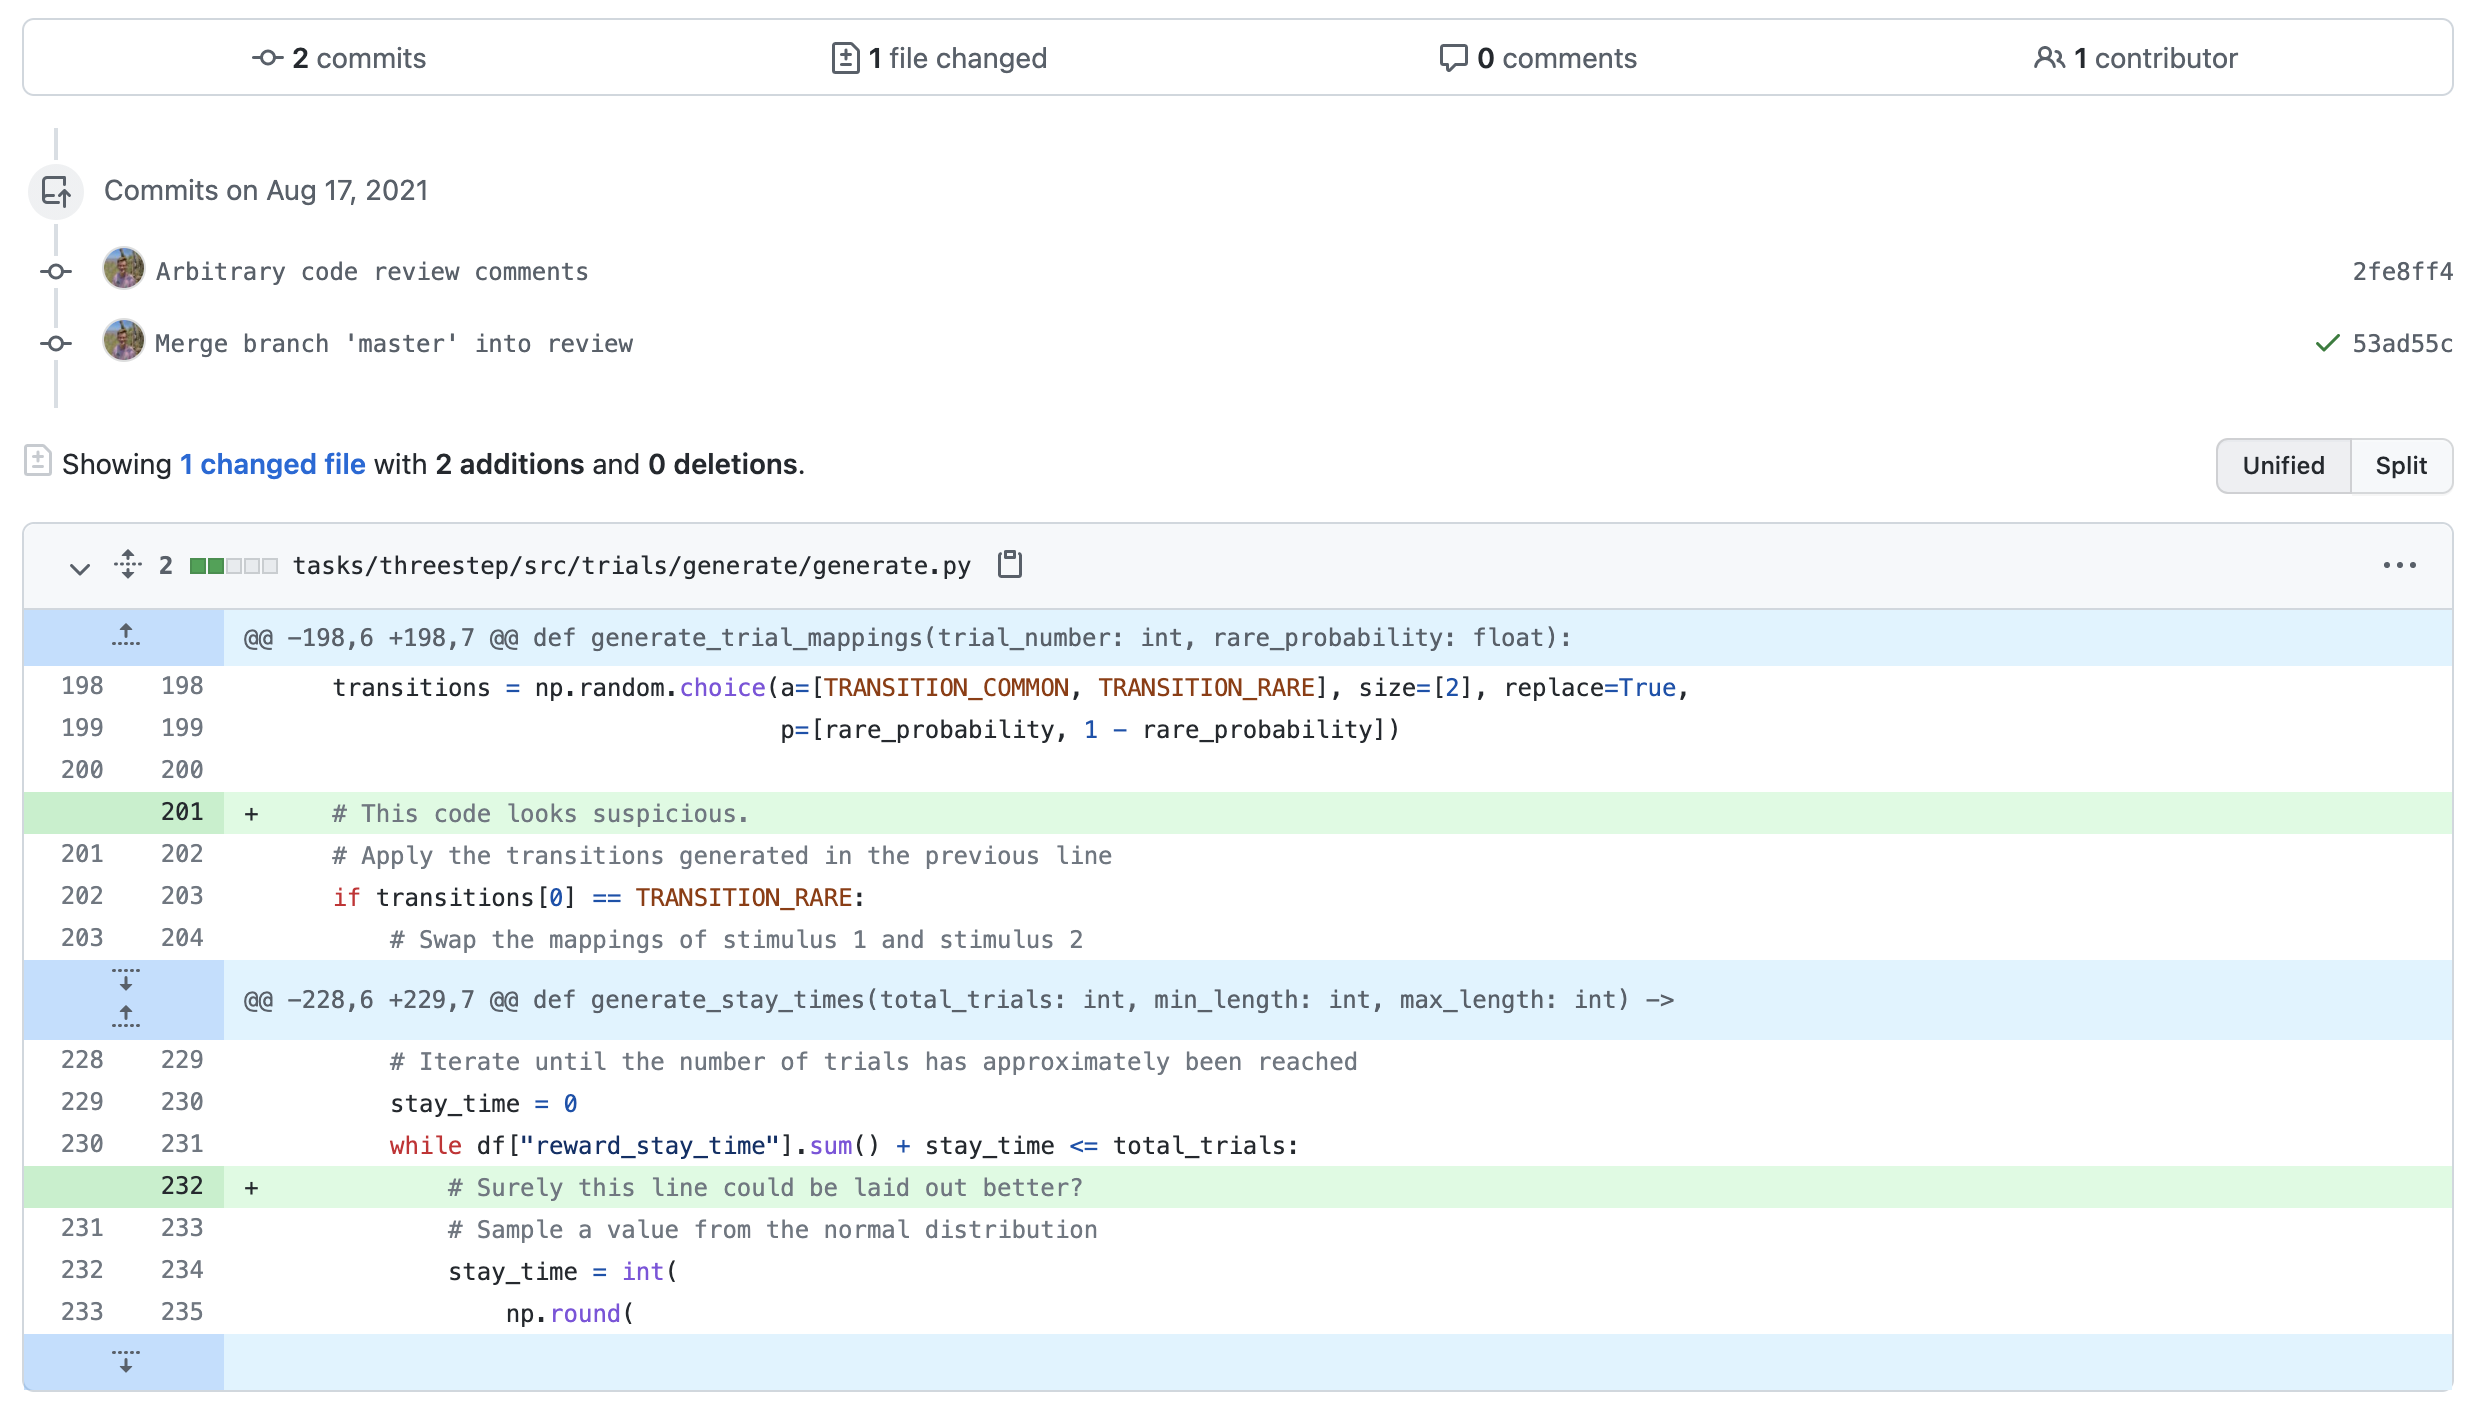 2 commits
1 file changed
0 comments
1 contributor
Commits on Aug 17, 2021
Arbitrary code review comments 2fe8ff4
Merge branch 'master' into review 53ad55c
Showing 1 changed file with 2 additions and 0 deletions.
Unified Split
2 tasks/threestep/src/trials/generate/generate.py
@@ -198,6 +198,7 @@ def generate_trial_mappings(trial_number: int, rare_probability: float):
198 198 transitions = np.random.choice(a=[TRANSITION_COMMON, TRANSITION_RARE], size=[2], replace=True,
199 199 p=[rare_probability, 1 - rare_probability])
200 200
201 + # This code looks suspicious.
201 202 # Apply the transitions generated in the previous line
202 203 if transitions[0] == TRANSITION_RARE:
203 204 # Swap the mappings of stimulus 1 and stimulus 2
@@ -228,6 +229,7 @@ def generate_stay_times(total_trials: int, min_length: int, max_length: int) ->
228 229 # Iterate until the number of trials has approximately been reached
229 230 stay_time = 0
230 231 while df["reward_stay_time"].sum() + stay_time <= total_trials:
232 + # Surely this line could be laid out better?
231 233 # Sample a value from the normal distribution
232 234 stay_time = int(
233 235 np.round(